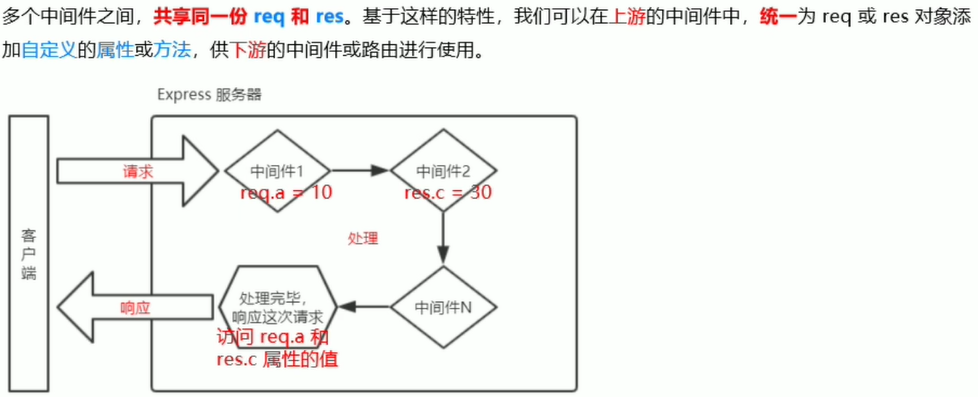 多个中间件之间，共享同一份 req 和 res。基于这样的特性，我们可以在上游的中间件中，统一为 req 或 res 对象添
加自定义的属性或方法，供下游的中间件或路由进行使用。
Express 服务器
请求
中间件1
req.a = 10
中间件2
res.c = 30
处理
客
户
端
响应
处理完毕，
响应这次请求
访问 req.a 和
res.c 属性的值
中间件N